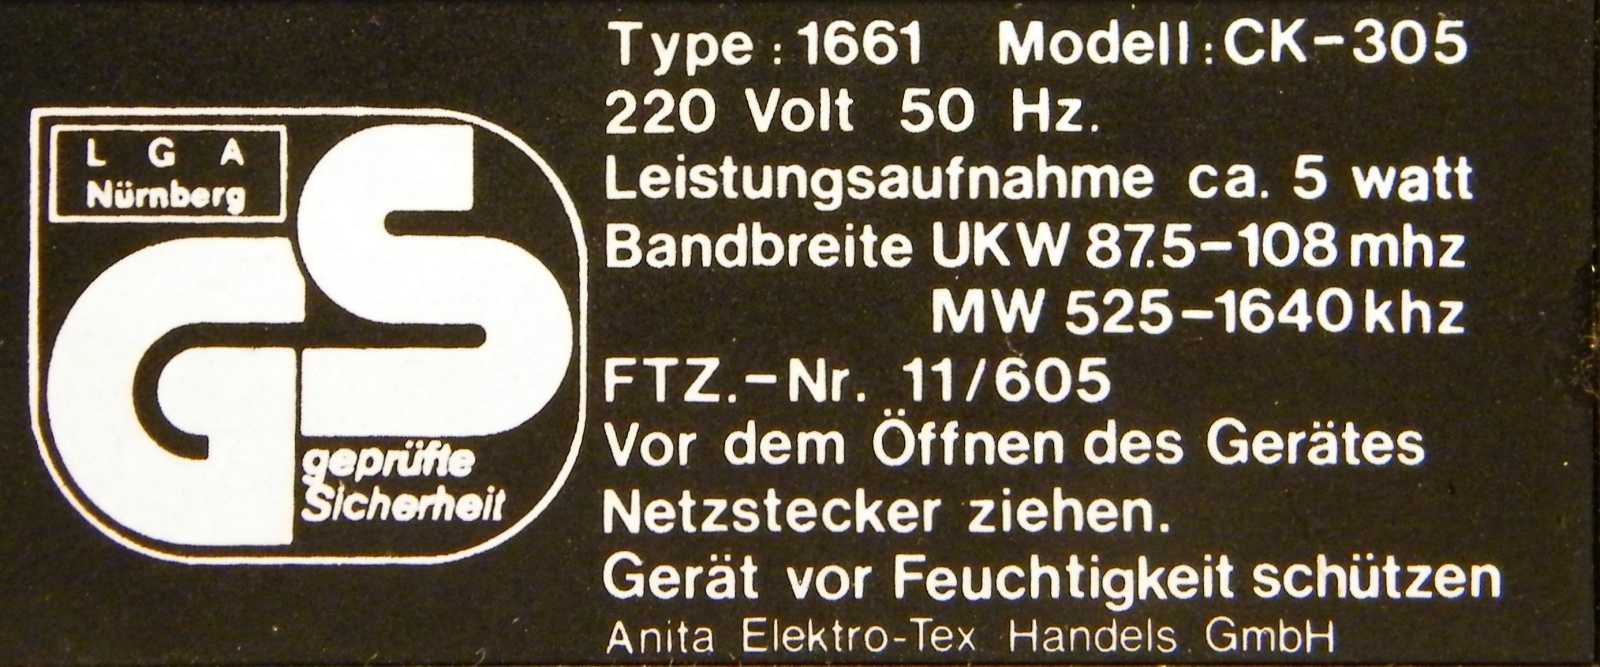 L G A
Nürnberg
GS
geprüfte
Sicherheit
Type : 1661 Modell : CK-305
220 Volt 50 Hz.
Leistungsaufnahme ca. 5 watt
Bandbreite UKW 87.5-108 mhz
MW 525-1640 khz
FTZ.-Nr. 11/605
Vor dem Öffnen des Gerätes
Netzstecker ziehen.
Gerät vor Feuchtigkeit schützen
Anita Elektro-Tex Handels GmbH